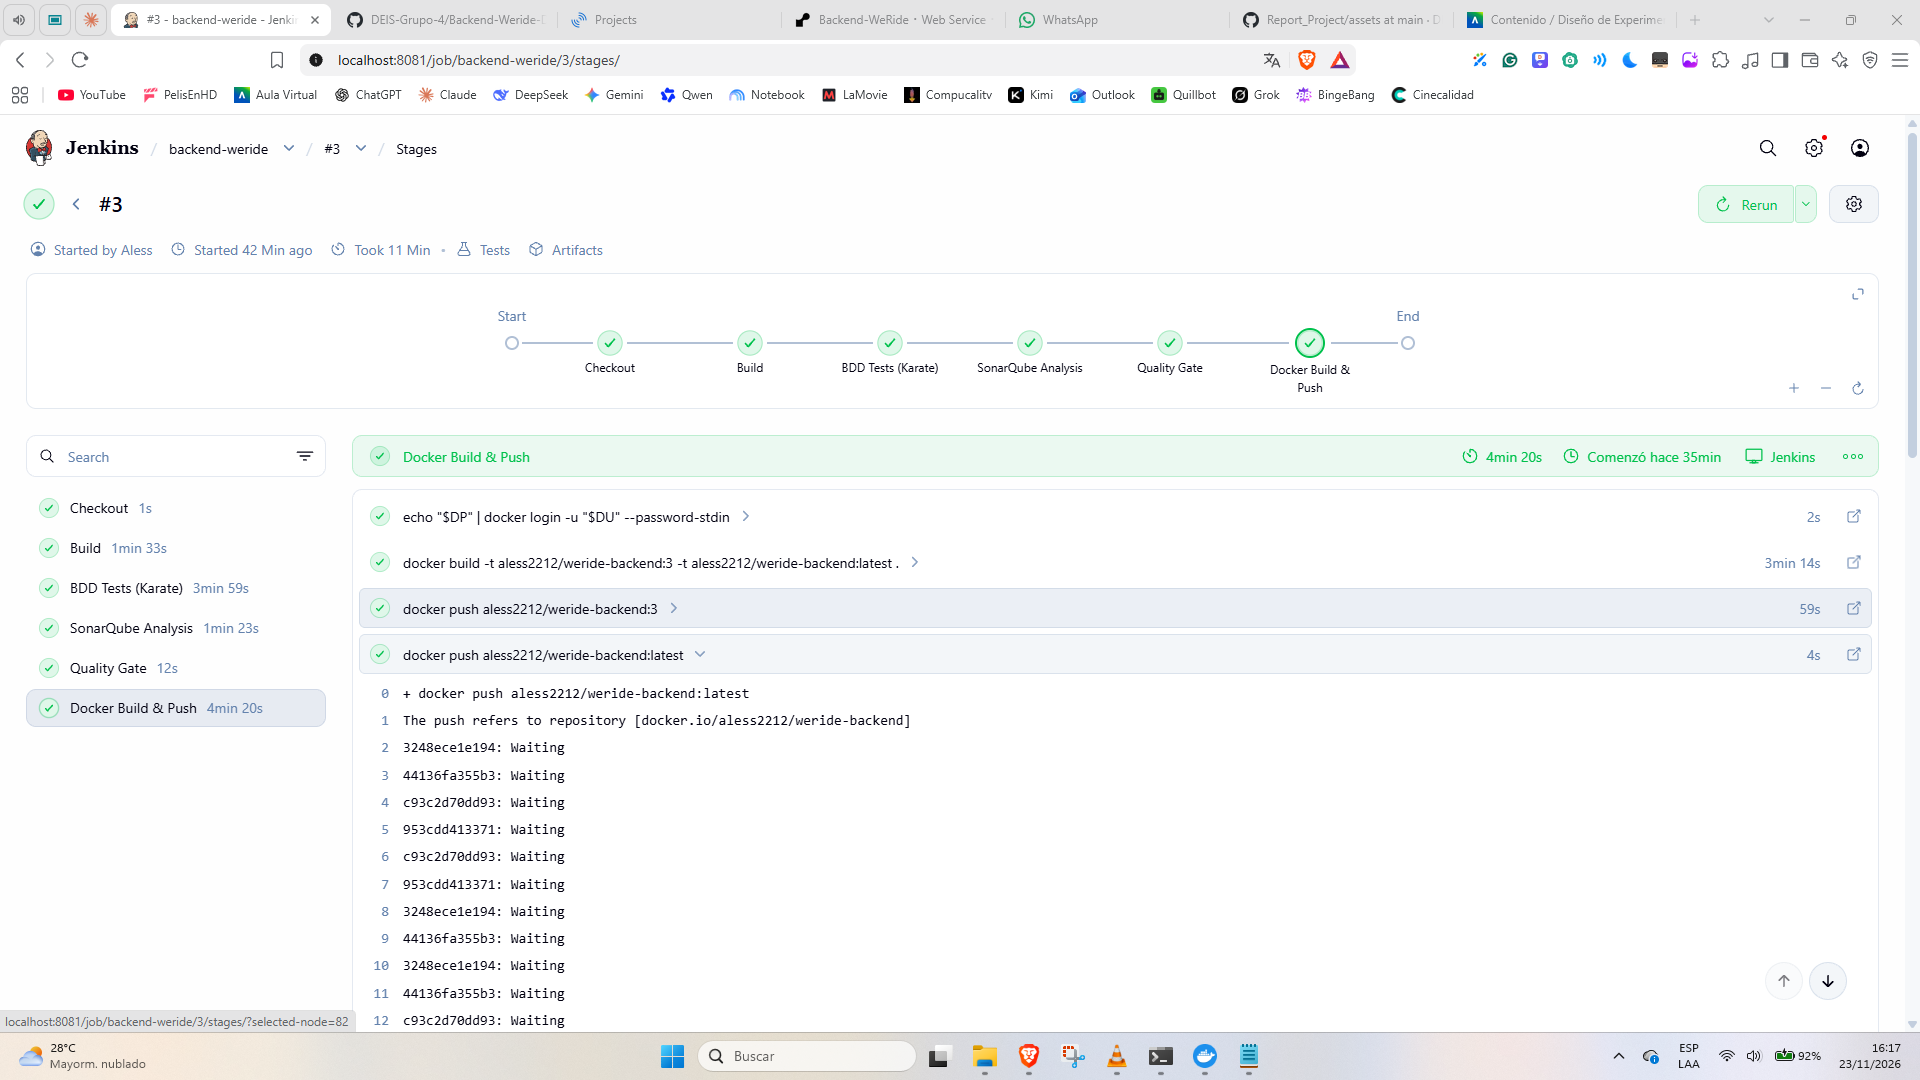 #3 - backend-weride - Jenki
DEIS-Grupo-4/Backend-Weride-D
Projects
Backend-WeRide · Web Service
WhatsApp
Report_Project/assets at main · D
Contenido / Diseño de Experime
localhost:8081/job/backend-weride/3/stages/
YouTube
PelisEnHD
Aula Virtual
ChatGPT
Claude
DeepSeek
Gemini
Qwen
Notebook
LaMovie
Compucalitv
Kimi
Outlook
Quillbot
Grok
BingeBang
Cinecalidad
Jenkins / backend-weride / #3 / Stages
#3
Rerun
Started by Aless
Started 42 Min ago
Took 11 Min
Tests
Artifacts
Start
End
Checkout
Build
BDD Tests (Karate)
SonarQube Analysis
Quality Gate
Docker Build &
Push
Search
Checkout 1s
Build 1min 33s
BDD Tests (Karate) 3min 59s
SonarQube Analysis 1min 23s
Quality Gate 12s
Docker Build & Push 4min 20s
Docker Build & Push
4min 20s
Comenzó hace 35min
Jenkins
echo "$DP" | docker login -u "$DU" --password-stdin
2s
docker build -t aless2212/weride-backend:3 -t aless2212/weride-backend:latest .
3min 14s
docker push aless2212/weride-backend:3
59s
docker push aless2212/weride-backend:latest
4s
0 + docker push aless2212/weride-backend:latest
1 The push refers to repository [docker.io/aless2212/weride-backend]
2 3248ece1e194: Waiting
3 44136fa355b3: Waiting
4 c93c2d70dd93: Waiting
5 953cdd413371: Waiting
6 c93c2d70dd93: Waiting
7 953cdd413371: Waiting
8 3248ece1e194: Waiting
9 44136fa355b3: Waiting
10 3248ece1e194: Waiting
11 44136fa355b3: Waiting
12 c93c2d70dd93: Waiting
localhost:8081/job/backend-weride/3/stages/?selected-node=82
28°C
Mayorm. nublado
Buscar
ESP
LAA
92%
16:17
23/11/2026